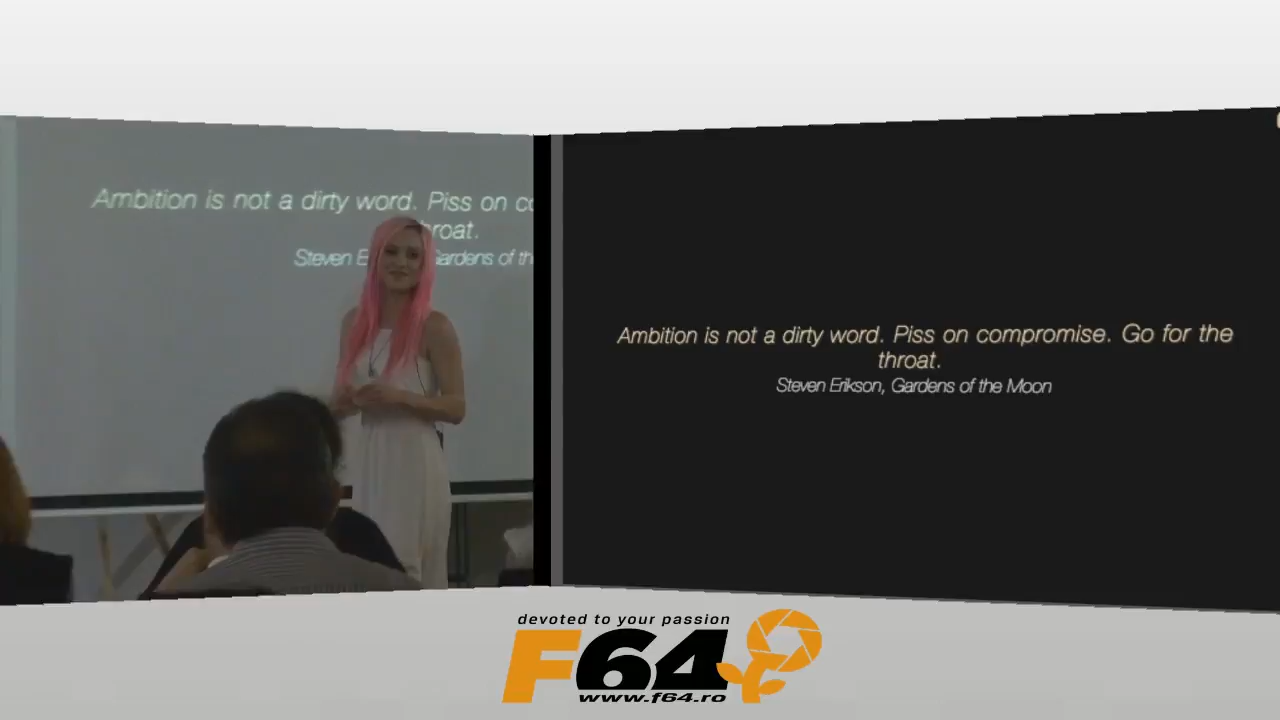 Ambition is not a dirty word. Piss on
throat.
Steven Gardens of
Ambition is not a dirty word. Piss on compromise. Go for the
throat.
Steven Erikson, Gardens of the Moon
devoted to your passion
F64
www.f64.ro